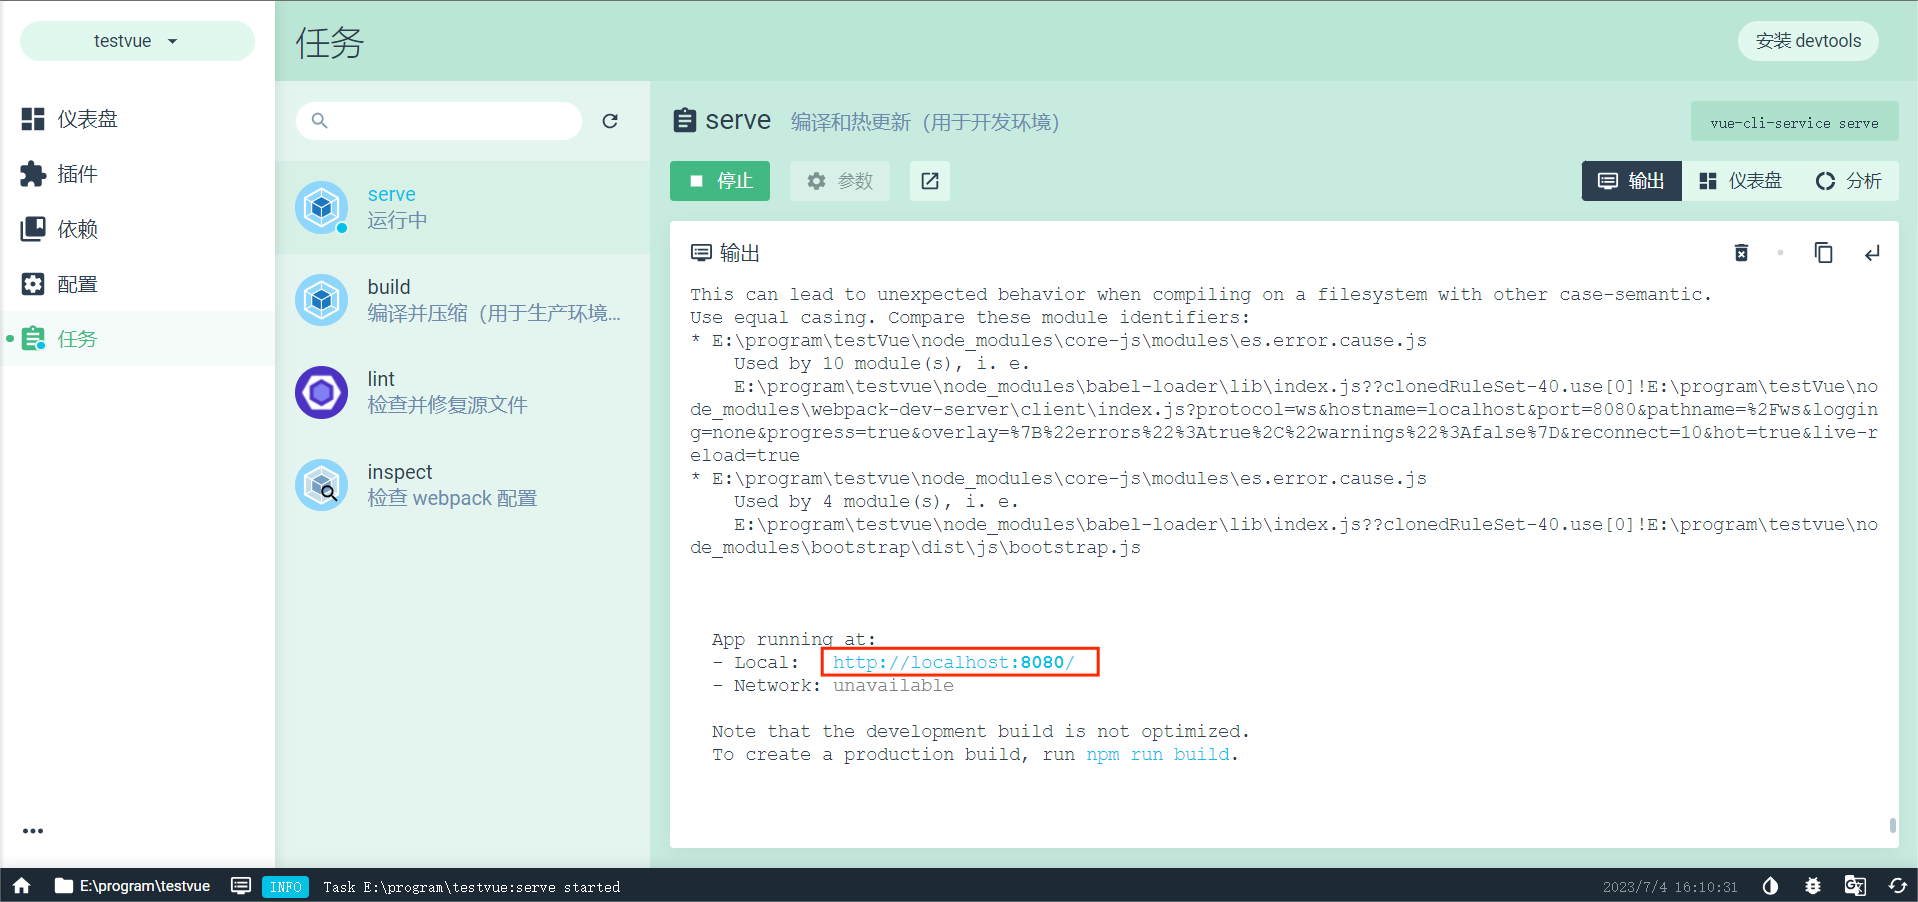 testvue
任务
安装 devtools
仪表盘
插件
依赖
配置
任务
serve
运行中
build
编译并压缩（用于生产环境...
lint
检查并修复源文件
inspect
检查 webpack 配置
serve 编译和热更新（用于开发环境）
vue-cli-service serve
停止 参数
输出 仪表盘 分析
输出
This can lead to unexpected behavior when compiling on a filesystem with other case-semantic.
Use equal casing. Compare these module identifiers:
* E:\program\testVue\node_modules\core-js\modules\es.error.cause.js
Used by 10 module(s), i. e.
E:\program\testvue\node_modules\babel-loader\lib\index.js??clonedRuleSet-40.use[0]!E:\program\testVue\no
de_modules\webpack-dev-server\client\index.js?protocol=ws&hostname=localhost&port=8080&pathname=%2Fws&loggin
g=none&progress=true&overlay=%7B%22errors%22%3Atrue%2C%22warnings%22%3Afalse%7D&reconnect=10&hot=true&live-r
eload=true
* E:\program\testvue\node_modules\core-js\modules\es.error.cause.js
Used by 4 module(s), i. e.
E:\program\testvue\node_modules\babel-loader\lib\index.js??clonedRuleSet-40.use[0]!E:\program\testvue\no
de_modules\bootstrap\dist\js\bootstrap.js
App running at:
- Local: http://localhost:8080/
- Network: unavailable
Note that the development build is not optimized.
To create a production build, run npm run build.
E:\program\testvue INFO Task E:\program\testvue:serve started 2023/7/4 16:10:31